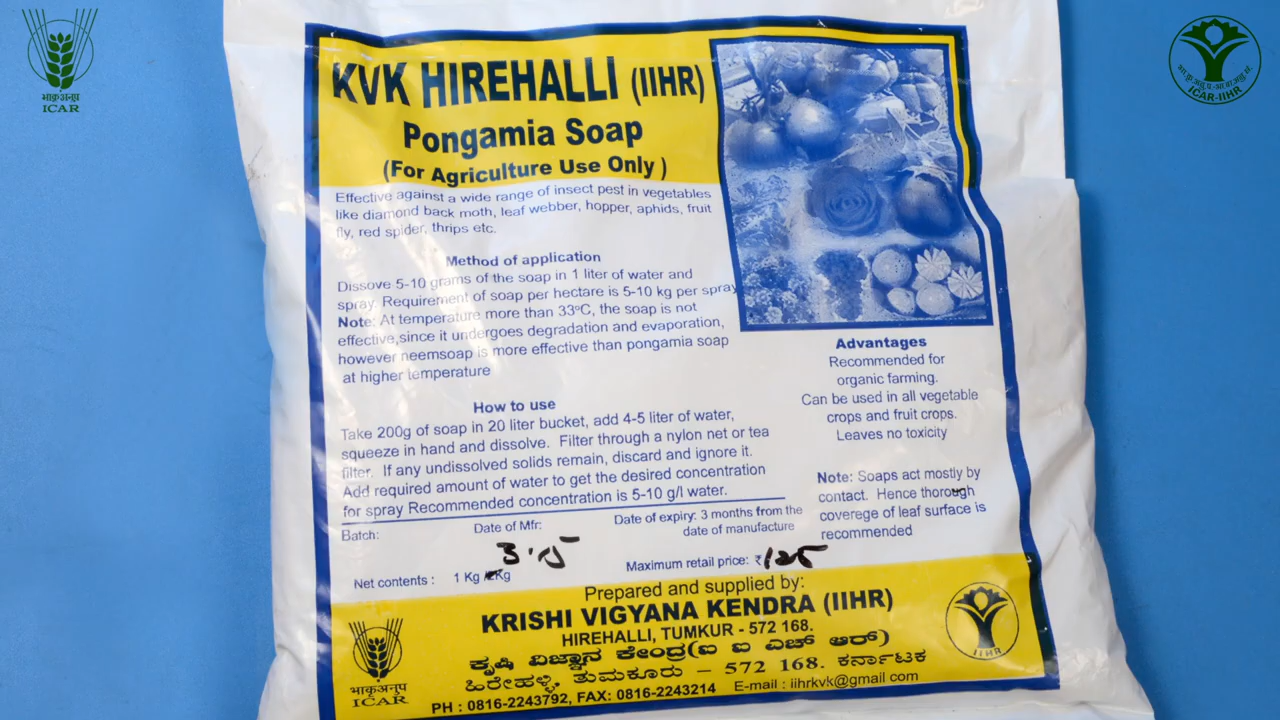 भाकृअनुप
ICAR
ICAR-IIHR
KVK HIREHALLI (IIHR)
Pongamia Soap
(For Agriculture Use Only )
Effective against a wide range of insect pest in vegetables
like diamond back moth, leaf webber, hopper, aphids, fruit
fly, red spider, thrips etc.
Method of application
Dissove 5-10 grams of the soap in 1 liter of water and
spray. Requirement of soap per hectare is 5-10 kg per spray
Note: At temperature more than 33ºC, the soap is not
effective,since it undergoes degradation and evaporation,
however neemsoap is more effective than pongamia soap
at higher temperature
How to use
Take 200g of soap in 20 liter bucket, add 4-5 liter of water,
squeeze in hand and dissolve. Filter through a nylon net or tea
filter. If any undissolved solids remain, discard and ignore it.
Add required amount of water to get the desired concentration
for spray Recommended concentration is 5-10 g/l water.
Advantages
Recommended for
organic farming.
Can be used in all vegetable
crops and fruit crops.
Leaves no toxicity
Note: Soaps act mostly by
contact. Hence thorough
coverege of leaf surface is
recommended
Batch:
Date of Mfr:
Date of expiry: 3 months from the
date of manufacture
Net contents : 1 Kg /2Kg
Maximum retail price: ₹125
Prepared and supplied by:
KRISHI VIGYANA KENDRA (IIHR)
HIREHALLI, TUMKUR - 572 168.
ಕೃಷಿ ವಿಜ್ಞಾನ ಕೇಂದ್ರ(ಐ ಐ ಎಚ್ ಆರ್)
ಹಿರೇಹಳ್ಳಿ, ತುಮಕೂರು – 572 168. ಕರ್ನಾಟಕ
PH : 0816-2243792, FAX: 0816-2243214 E-mail : iihrkvk@gmail.com
भाकृअनुप
ICAR
IIHR